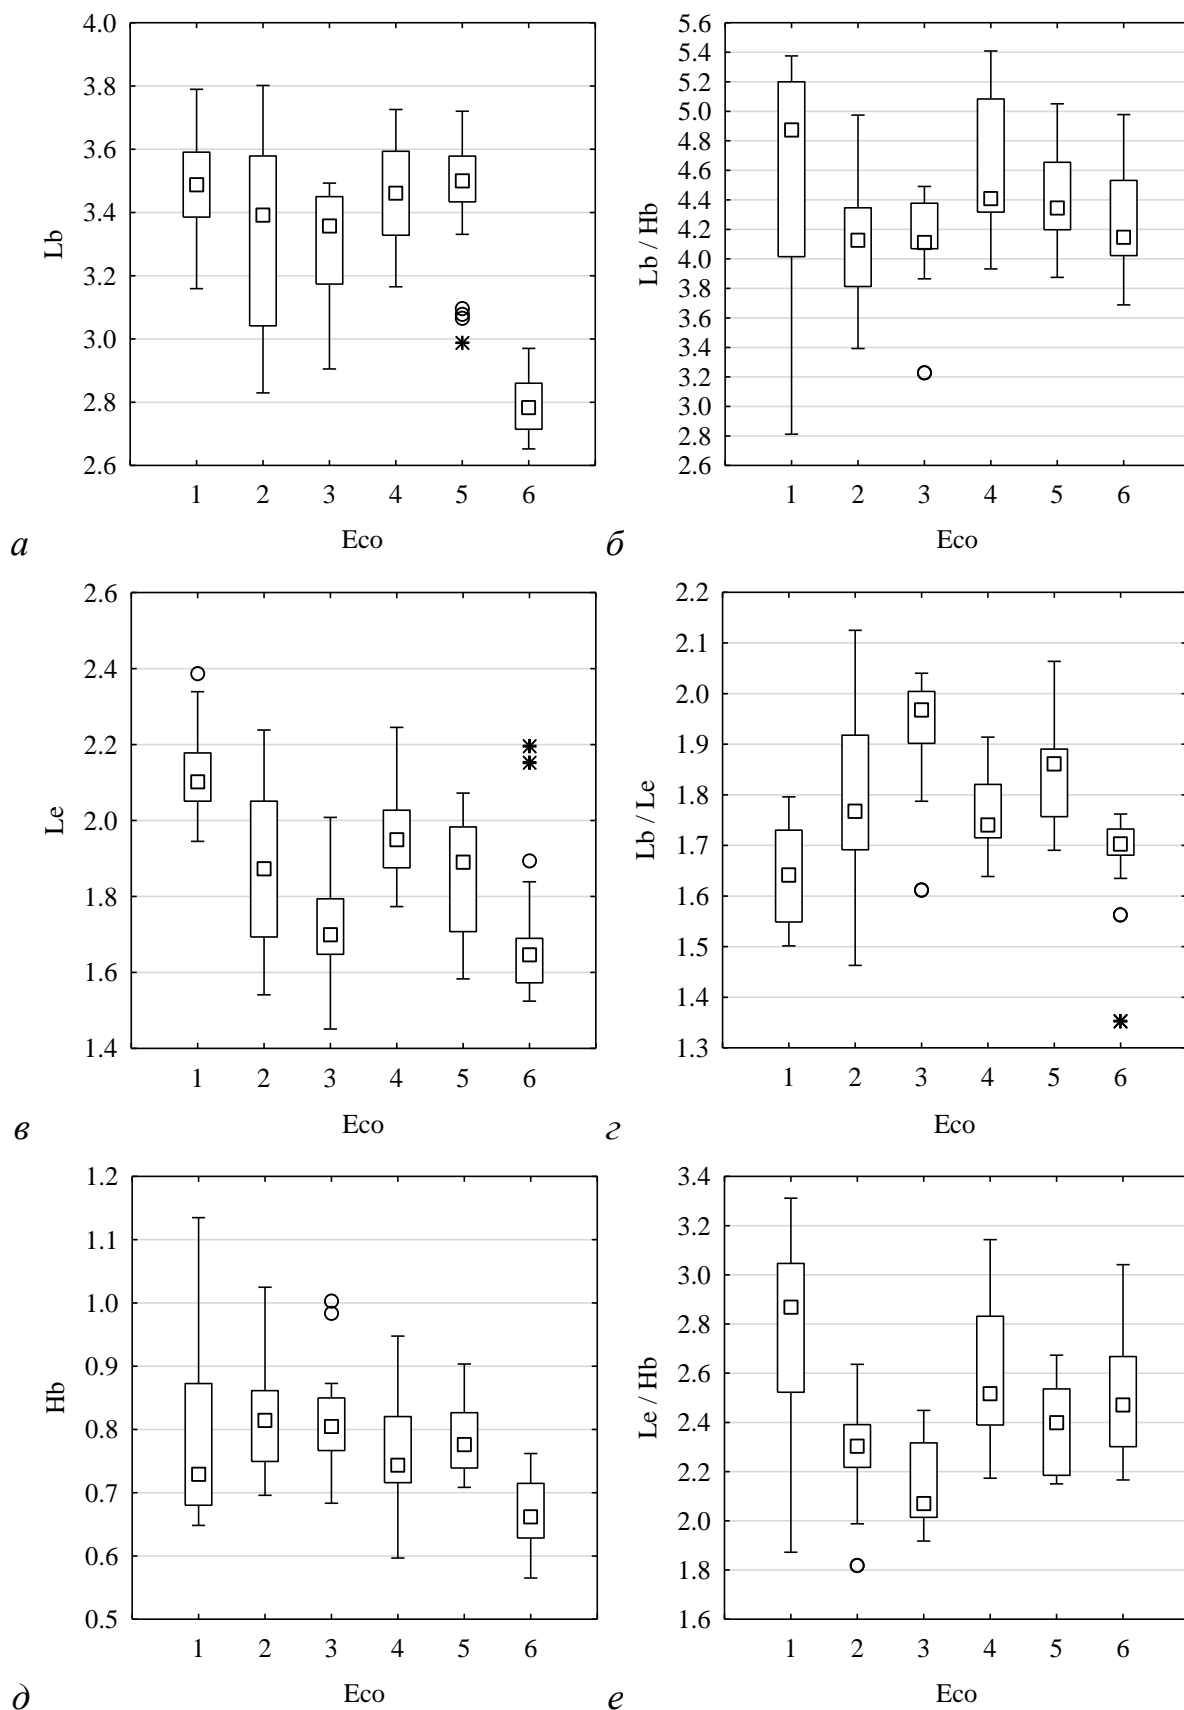 4.0
3.8
3.6
3.4
3.2
3.0
2.8
2.6
Lb
1 2 3 4 5 6
Eco
а
5.6
5.4
5.2
5.0
4.8
4.6
4.4
4.2
4.0
3.8
3.6
3.4
3.2
3.0
2.8
2.6
Lb / Hb
1 2 3 4 5 6
Eco
б
2.6
2.4
2.2
2.0
1.8
1.6
1.4
Le
1 2 3 4 5 6
Eco
в
2.2
2.1
2.0
1.9
1.8
1.7
1.6
1.5
1.4
1.3
Lb / Le
1 2 3 4 5 6
Eco
г
1.2
1.1
1.0
0.9
0.8
0.7
0.6
0.5
Hb
1 2 3 4 5 6
Eco
д
3.4
3.2
3.0
2.8
2.6
2.4
2.2
2.0
1.8
1.6
Le / Hb
1 2 3 4 5 6
Eco
е